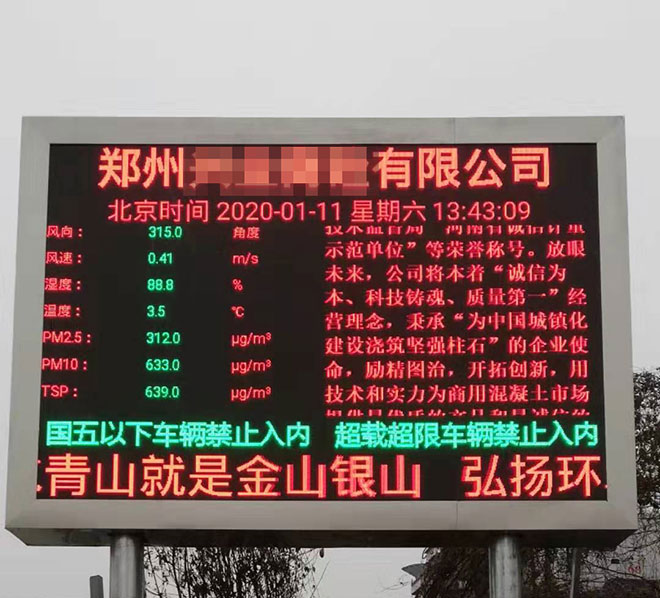 郑州
有限公司
北京时间 2020-01-11 星期六 13:43:09
风向： 315.0 角度
风速： 0.41 m/s
湿度： 88.8 %
温度： 3.5 ℃
PM2.5： 312.0 μg/m³
PM10： 633.0 μg/m³
TSP： 639.0 μg/m³
示范单位”等荣誉称号。放眼
未来，公司将本着“诚信为
本、科技铸魂、质量第一”经
营理念，秉承“为中国城镇化
建设浇筑坚强柱石”的企业使
命，励精图治，开拓创新，用
技术和实力为商用混凝土市场
国五以下车辆禁止入内 超载超限车辆禁止入内
青山就是金山银山 弘扬环